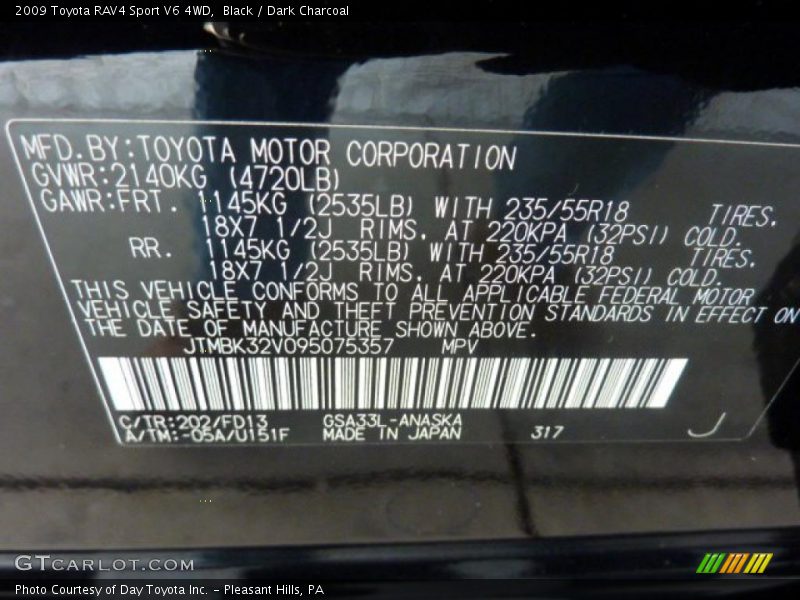 2009 Toyota RAV4 Sport V6 4WD, Black / Dark Charcoal
MFD.BY:TOYOTA MOTOR CORPORATION
GVWR:2140KG (4720LB)
GAWR:FRT. 1145KG (2535LB) WITH 235/55R18 TIRES.
18X7 1/2J RIMS. AT 220KPA (32PSI) COLD.
RR. 1145KG (2535LB) WITH 235/55R18 TIRES.
18X7 1/2J RIMS. AT 220KPA (32PSI) COLD.
THIS VEHICLE CONFORMS TO ALL APPLICABLE FEDERAL MOTOR
VEHICLE SAFETY AND THEFT PREVENTION STANDARDS IN EFFECT ON
THE DATE OF MANUFACTURE SHOWN ABOVE.
JTMBK32V095075357 MPV
C/TR:202/FD13 GSA33L-ANASKA
A/TM:-05A/U151F MADE IN JAPAN 317 J
GTCARLOT.COM
Photo Courtesy of Day Toyota Inc. - Pleasant Hills, PA